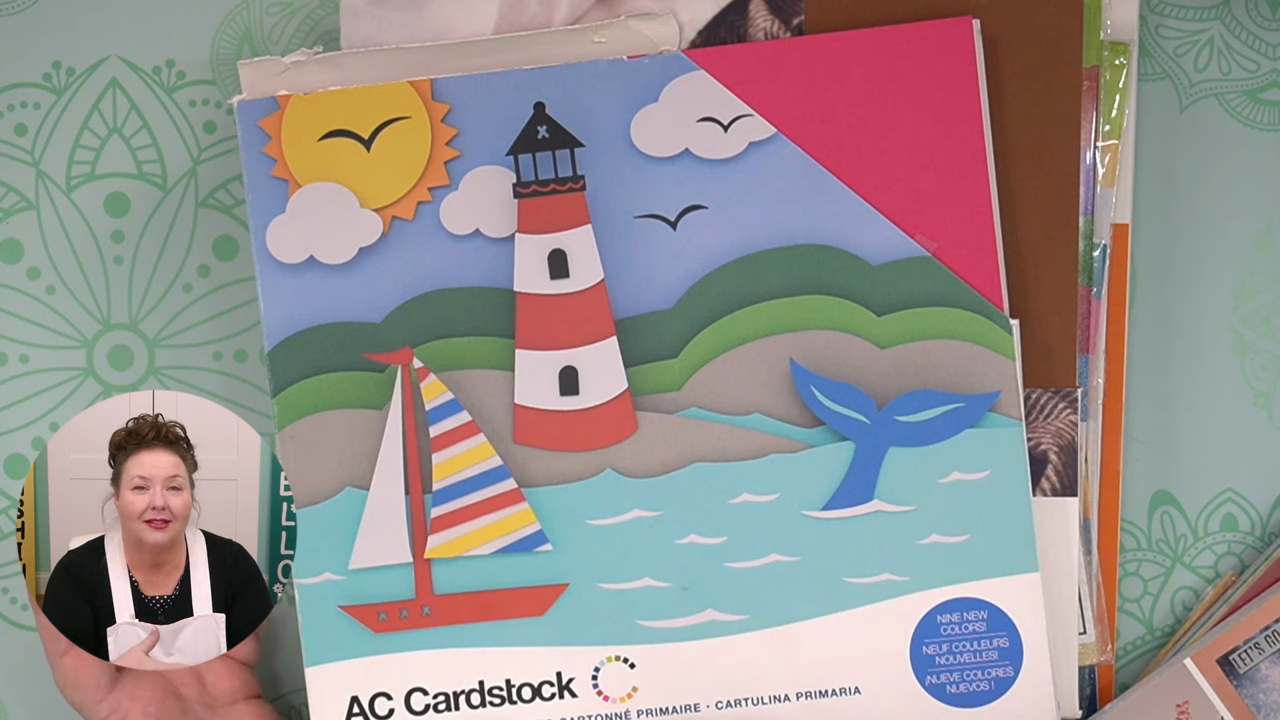 NINE NEW
COLORS!
NEUF COULEURS
NOUVELLES!
¡NUEVE COLORES
NUEVOS !
AC Cardstock
CARTONNÉ PRIMAIRE • CARTULINA PRIMARIA
LET'S GO